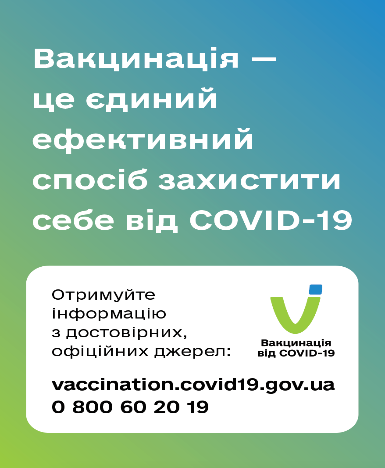 Вакцинація —
це єдиний
ефективний
спосіб захистити
себе від COVID-19
Отримуйте
інформацію
з достовірних,
офіційних джерел:
Вакцинація
від COVID-19
vaccination.covid19.gov.ua
0 800 60 20 19